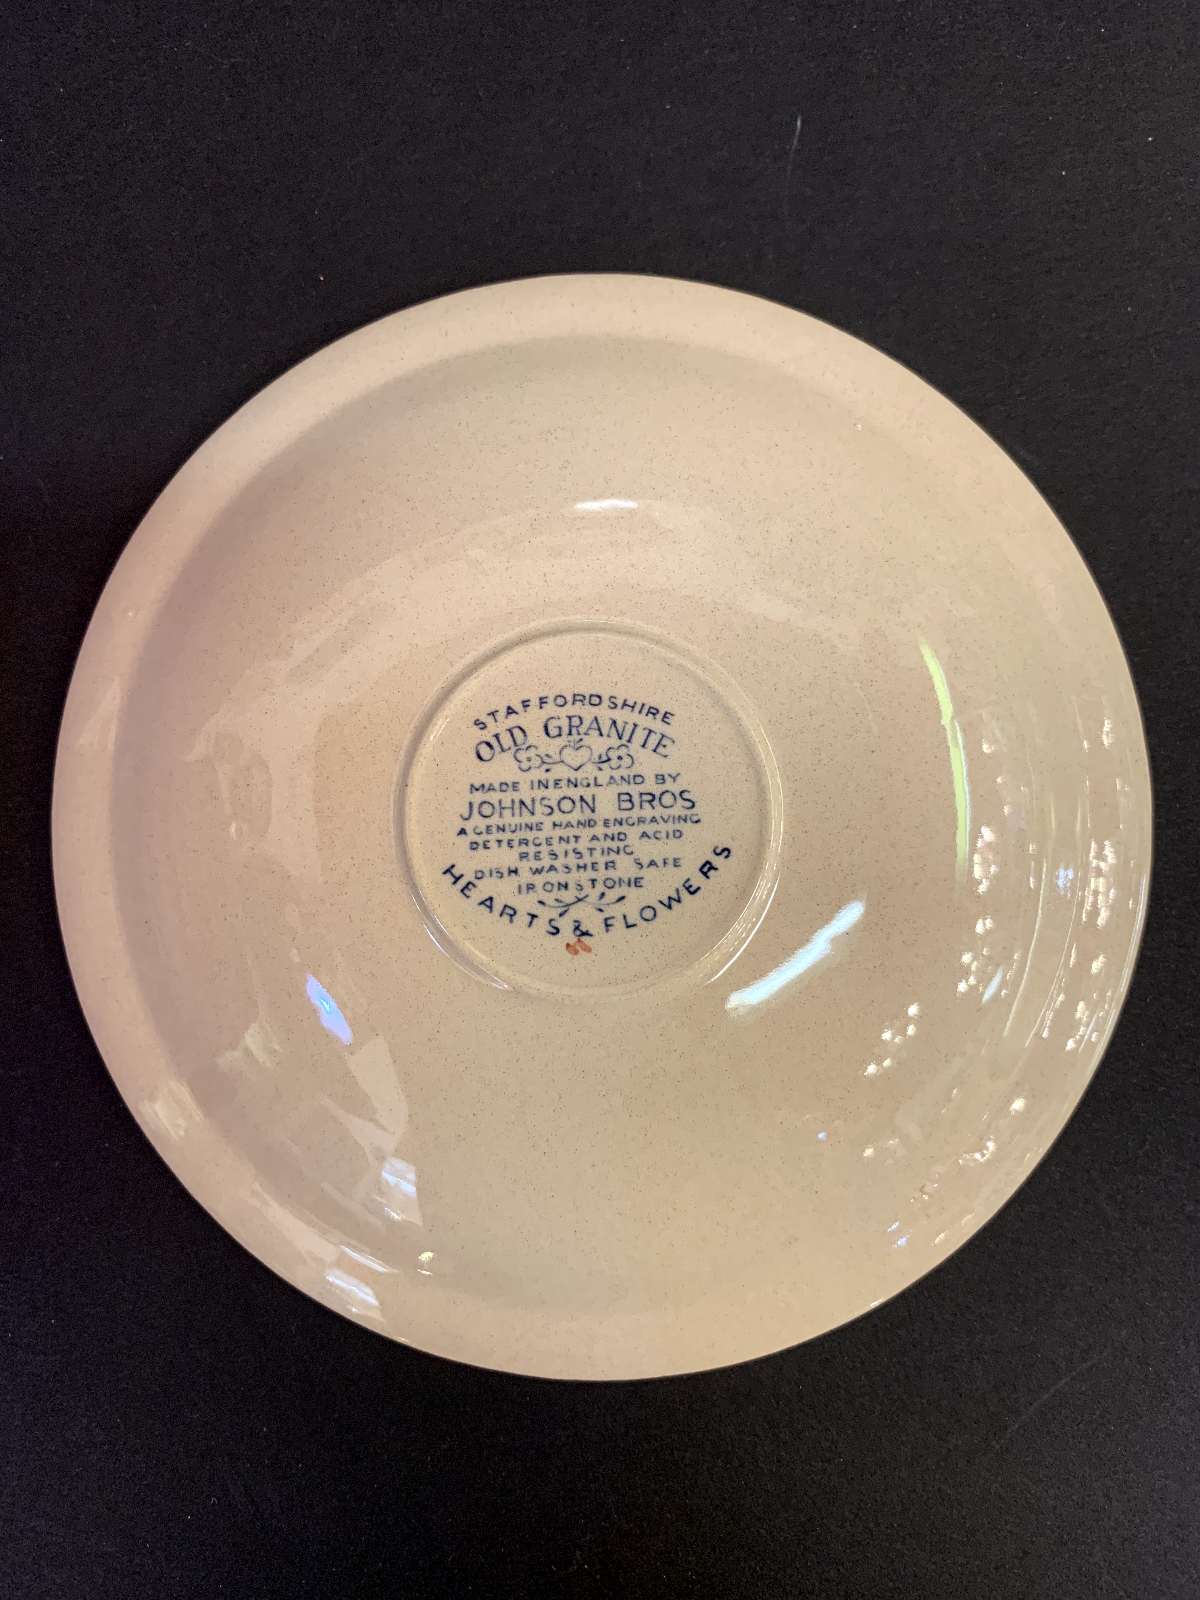 STAFFORDSHIRE
OLD GRANITE
MADE IN ENGLAND BY
JOHNSON BROS
A GENUINE HAND ENGRAVING
DETERGENT AND ACID
RESISTING
DISH WASHER SAFE
IRONSTONE
HEARTS & FLOWERS